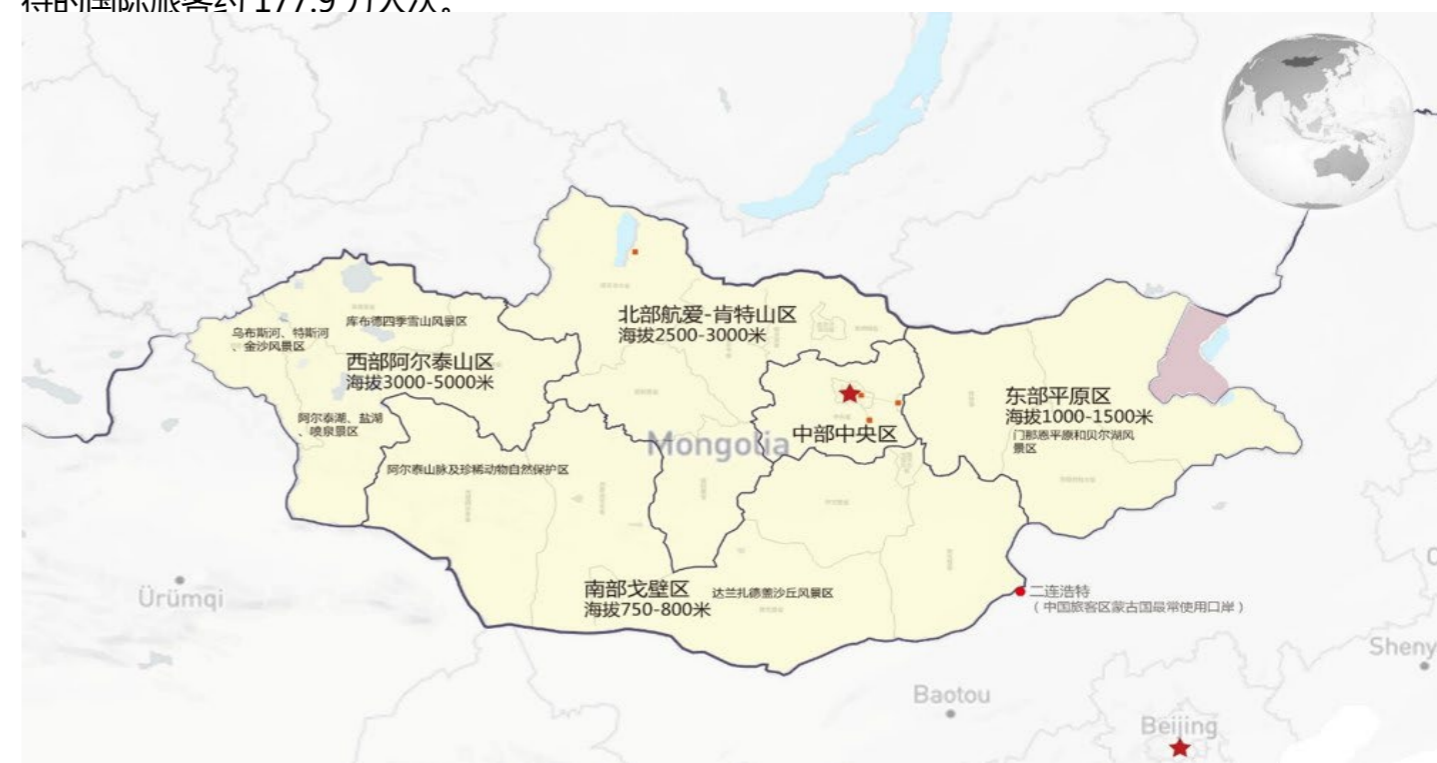 得的国际旅客约 177.9 万人次。
北部航爱-肯特山区
海拔2500-3000米
库布德四季雪山风景区
乌布斯河、特斯河
、金沙风景区
西部阿尔泰山区
海拔3000-5000米
东部平原区
海拔1000-1500米
门那恩平原和贝尔湖风
景区
阿尔泰湖、盐湖
、喷泉景区
中部中央区
Mongolia
阿尔泰山脉及珍稀动物自然保护区
南部戈壁区
海拔750-800米
达兰扎德盖沙丘风景区
二连浩特
（中国旅客区蒙古国最常使用口岸）
Ürümqi
Baotou
Beijing
Sheny